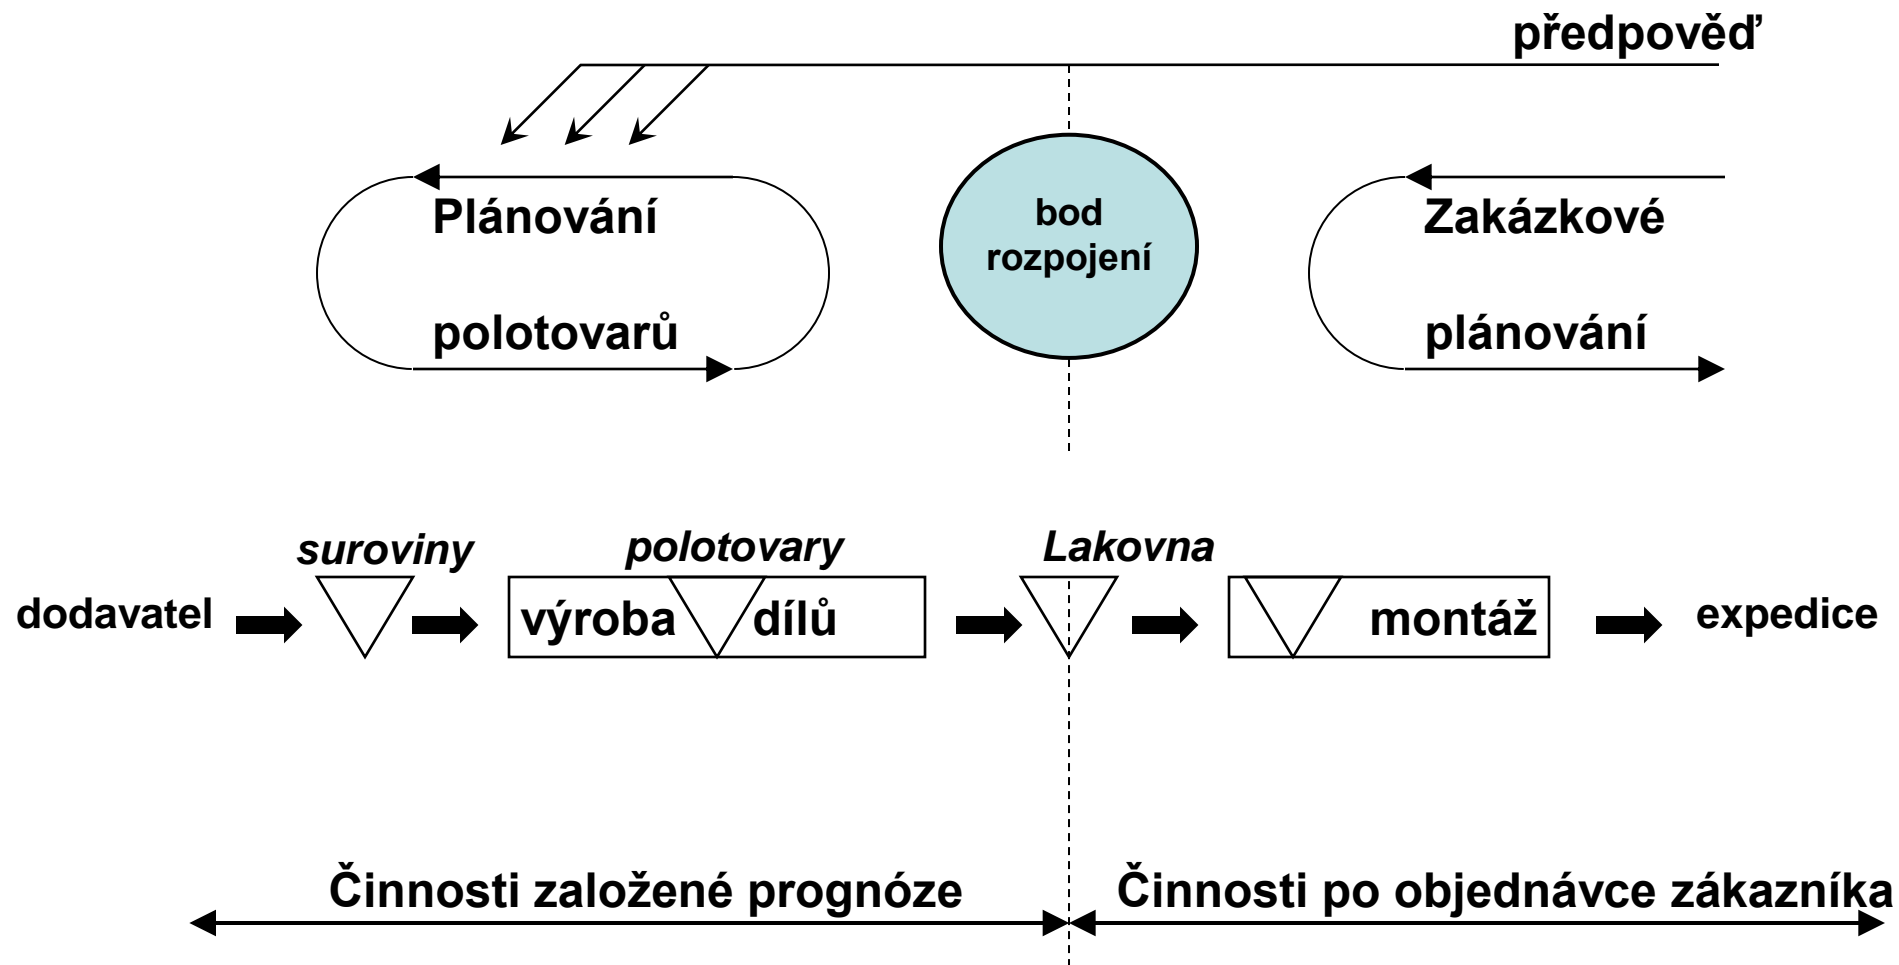 předpověď
Plánování
polotovarů
bod
rozpojení
Zakázkové
plánování
suroviny
polotovary
Lakovna
dodavatel
výroba dílů
montáž
expedice
Činnosti založené prognóze
Činnosti po objednávce zákazníka